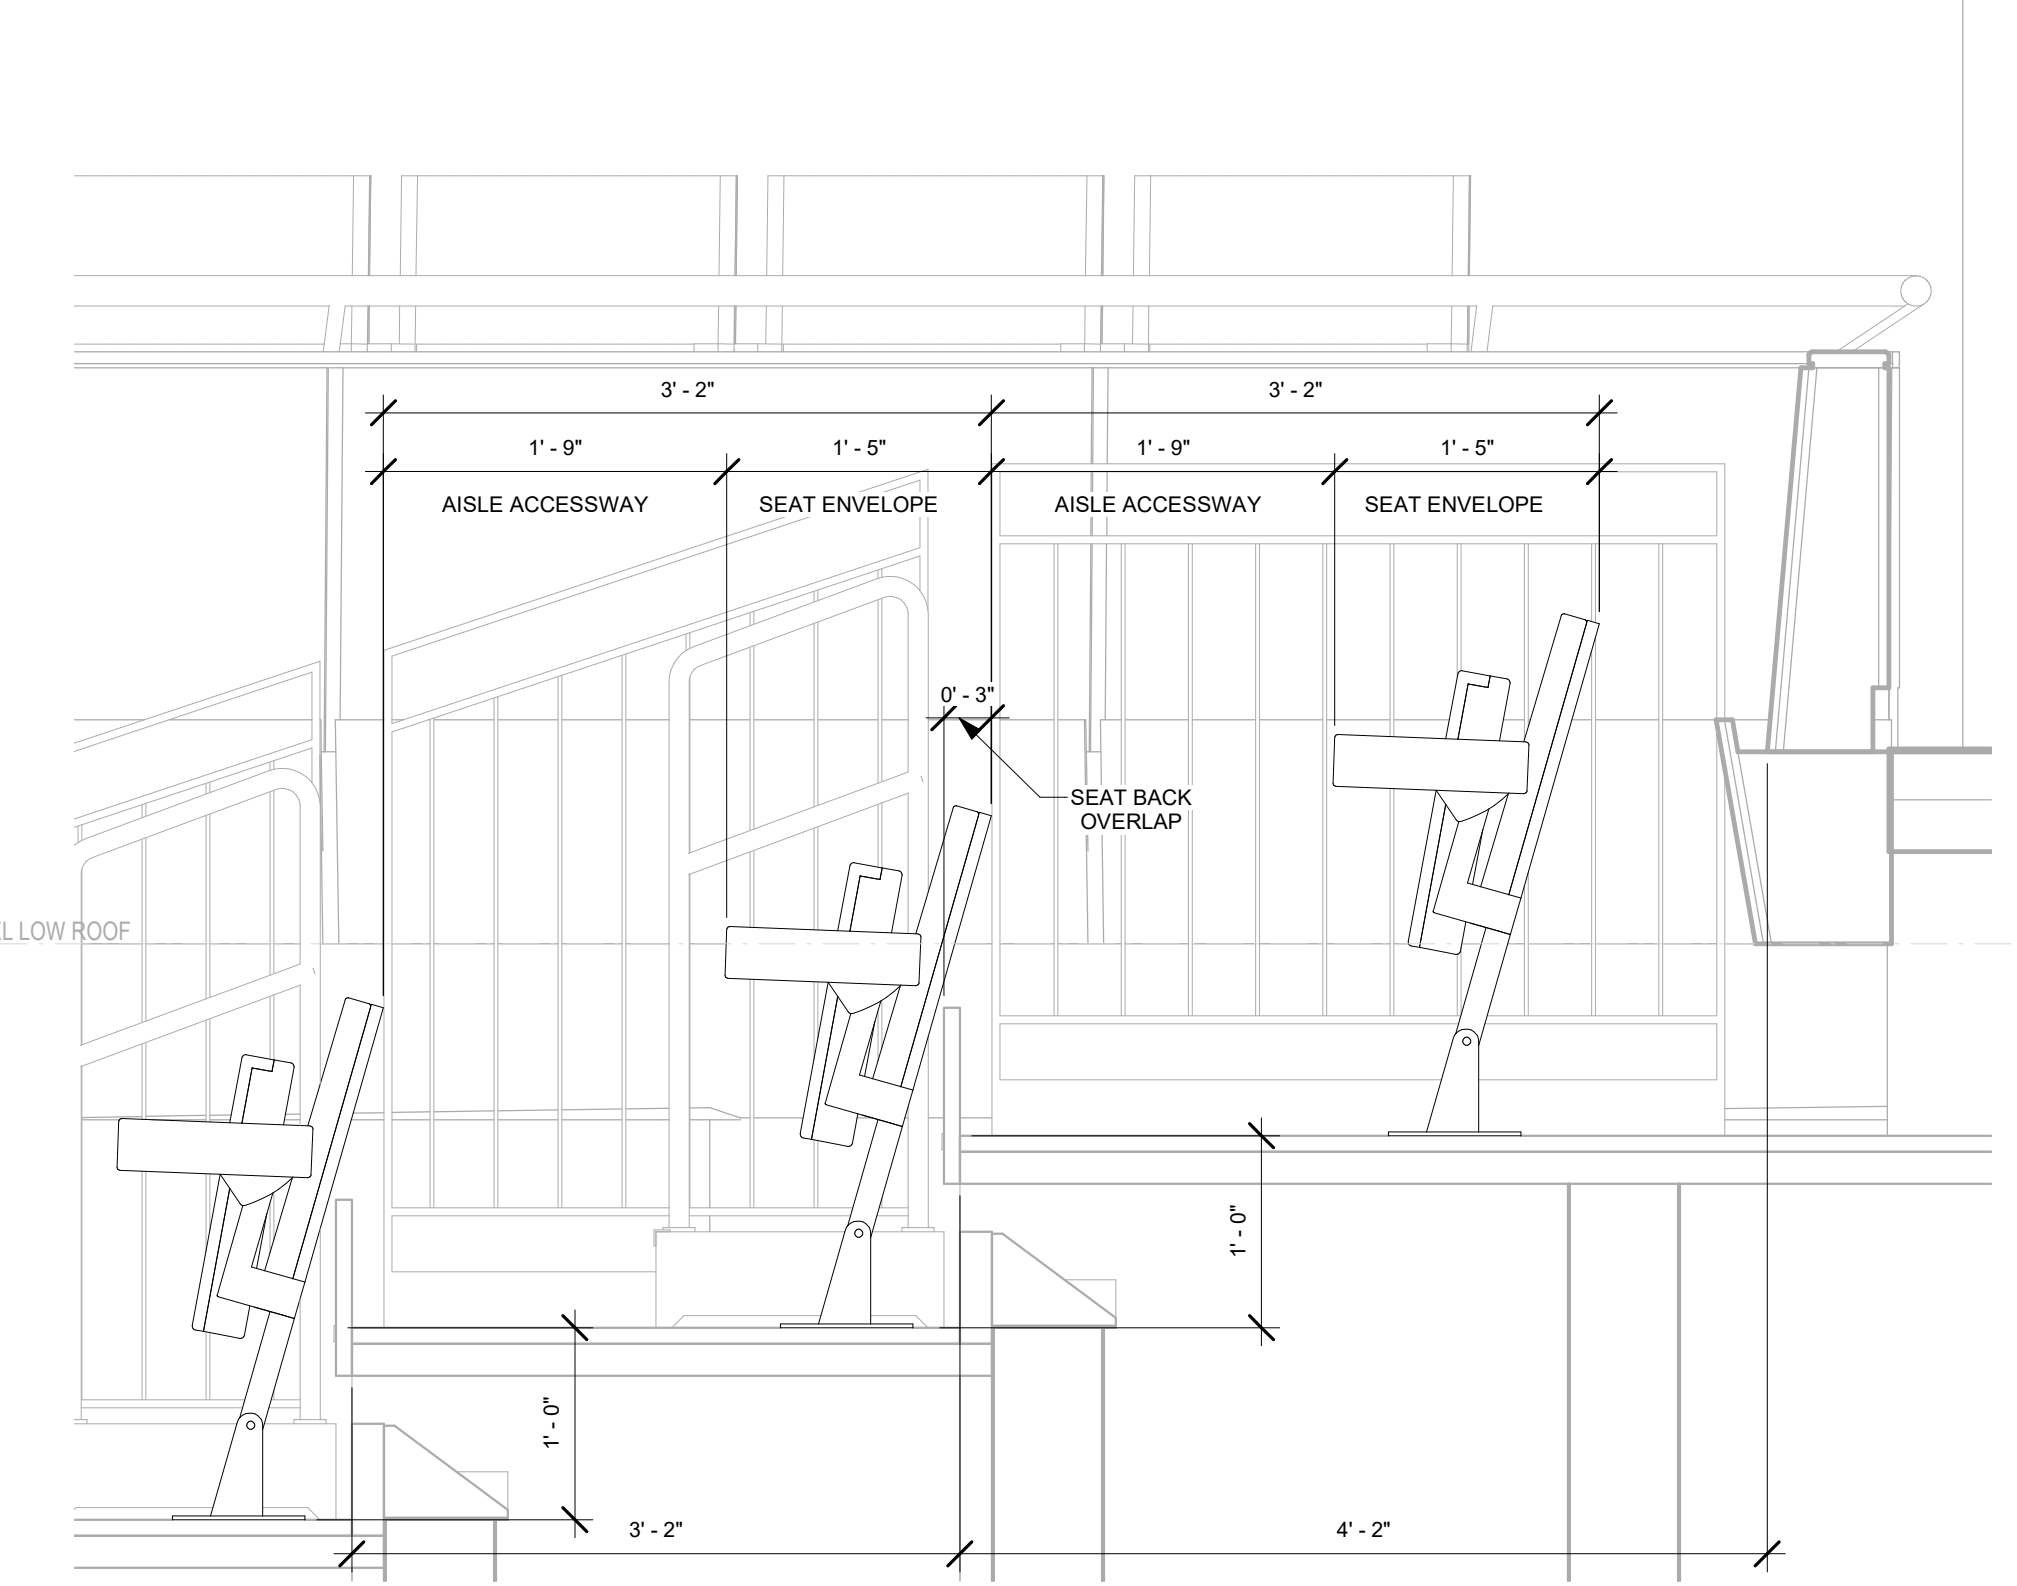 3' - 2"
3' - 2"
1' - 9"
1' - 5"
1' - 9"
1' - 5"
AISLE ACCESSWAY
SEAT ENVELOPE
AISLE ACCESSWAY
SEAT ENVELOPE
0' - 3"
SEAT BACK
OVERLAP
LOW ROOF
1' - 0"
1' - 0"
3' - 2"
4' - 2"